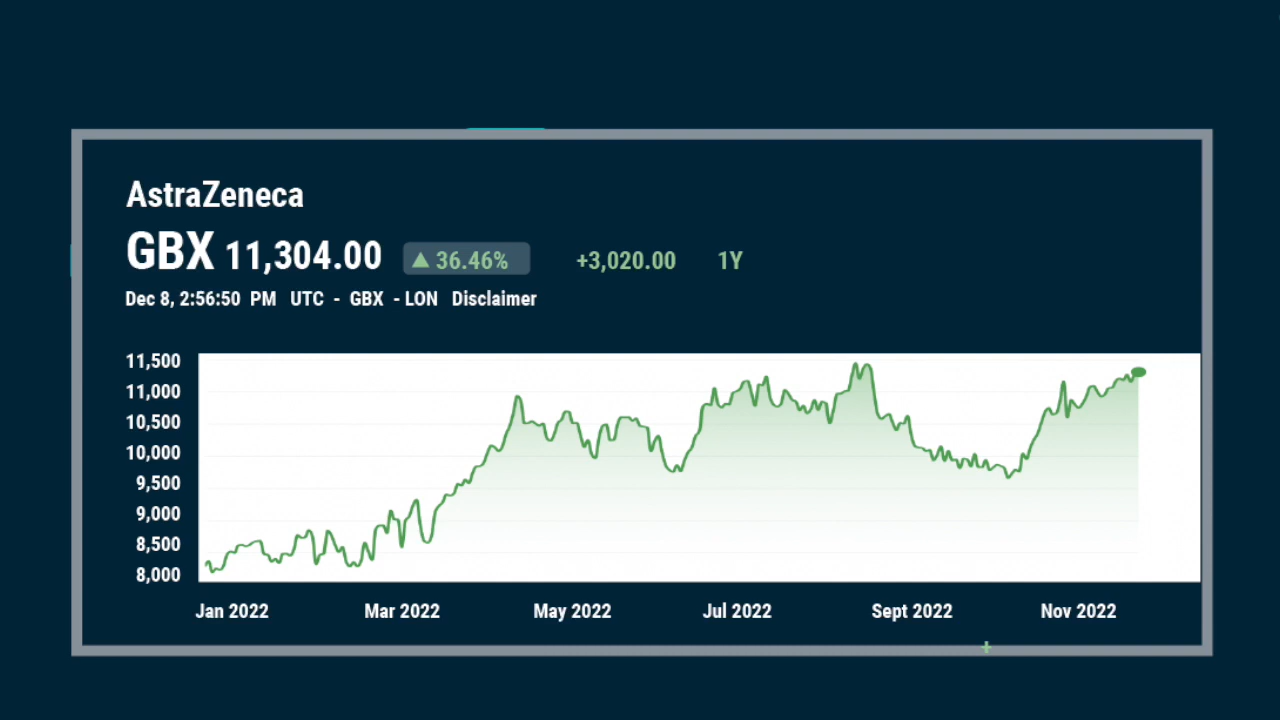 AstraZeneca
GBX 11,304.00 ▲ 36.46% +3,020.00 1Y
Dec 8, 2:56:50 PM UTC - GBX - LON Disclaimer
11,500
11,000
10,500
10,000
9,500
9,000
8,500
8,000
Jan 2022 Mar 2022 May 2022 Jul 2022 Sept 2022 Nov 2022
+